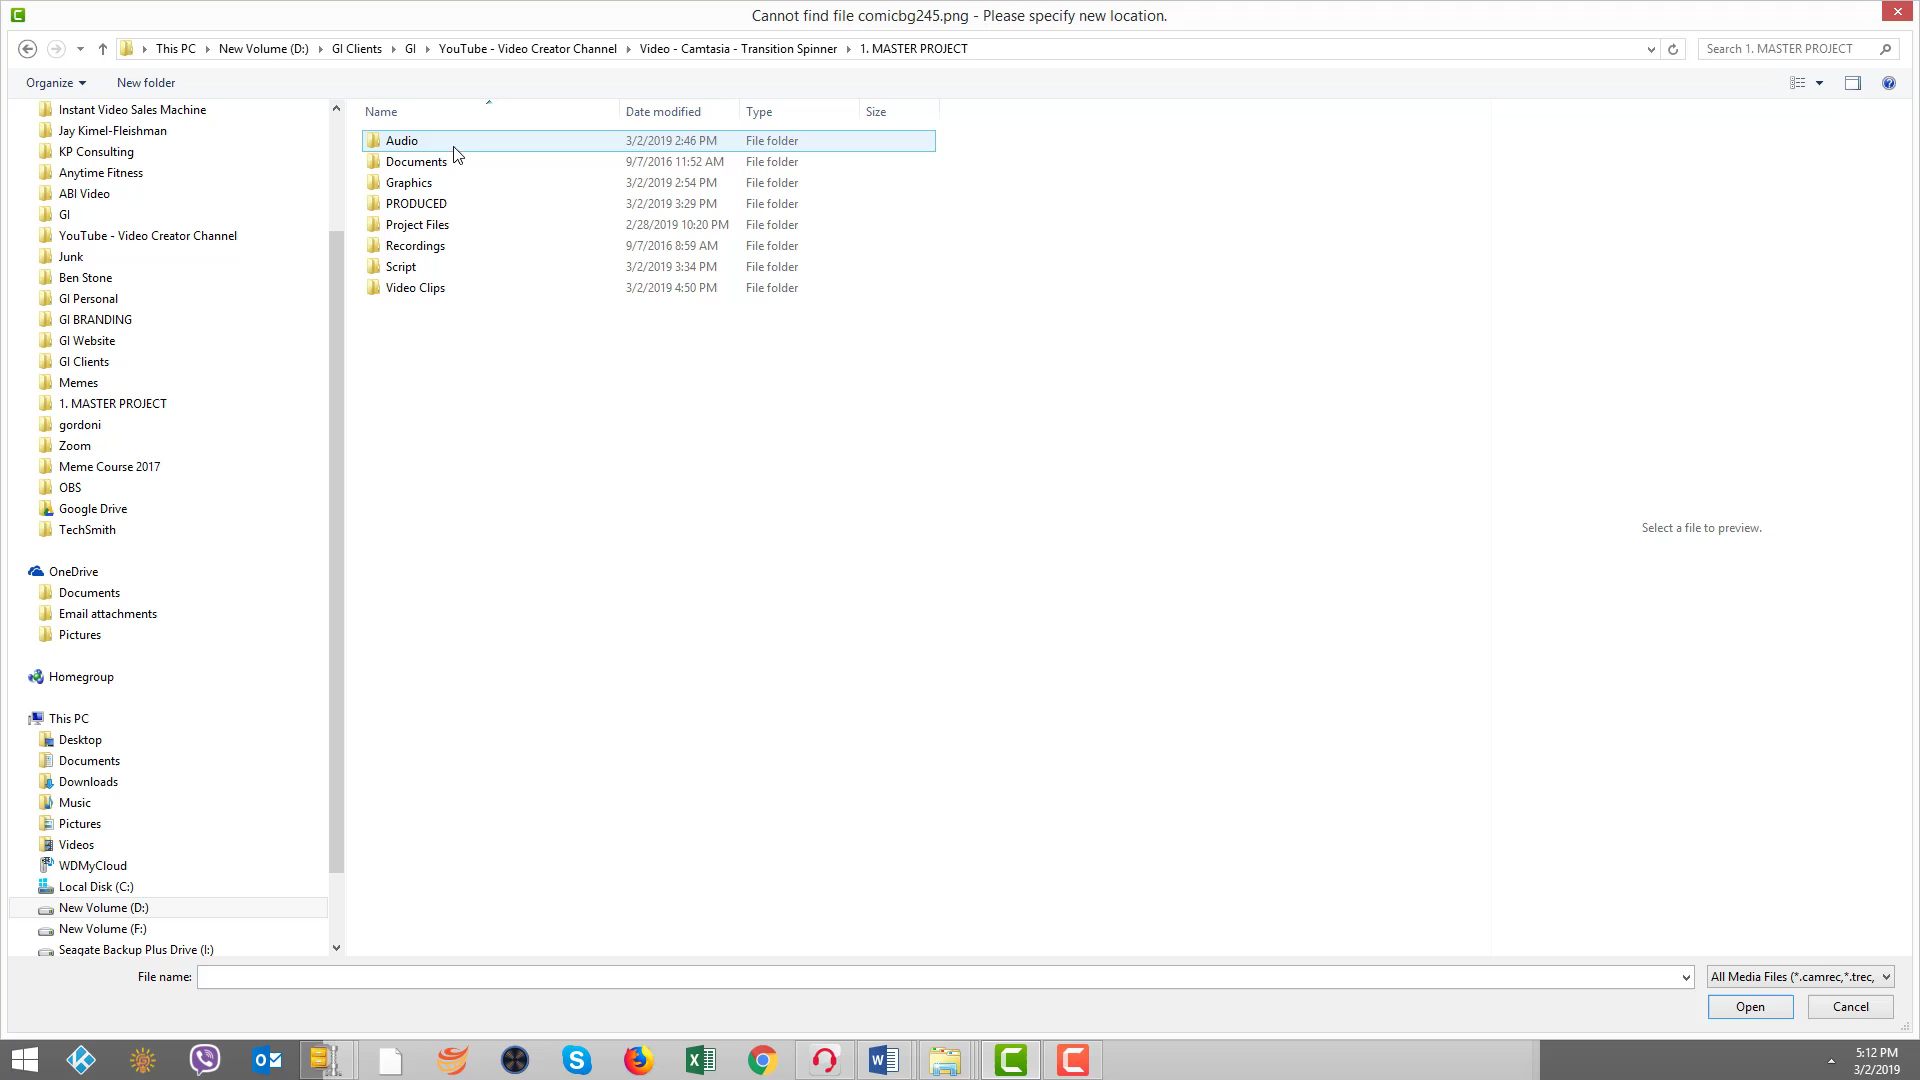 Cannot find file comicbg245.png - Please specify new location.
This PC New Volume (D:) GI Clients GI YouTube - Video Creator Channel Video - Camtasia - Transition Spinner 1. MASTER PROJECT Search 1. MASTER PROJECT
Organize New folder
Name Date modified Type Size
Instant Video Sales Machine
Jay Kimel-Fleishman
KP Consulting
Anytime Fitness
ABI Video
GI
YouTube - Video Creator Channel
Junk
Ben Stone
GI Personal
GI BRANDING
GI Website
GI Clients
Memes
1. MASTER PROJECT
gordoni
Zoom
Meme Course 2017
OBS
Google Drive
TechSmith
OneDrive
Documents
Email attachments
Pictures
Homegroup
This PC
Desktop
Documents
Downloads
Music
Pictures
Videos
WDMyCloud
Local Disk (C:)
New Volume (D:)
New Volume (F:)
Seagate Backup Plus Drive (I:)
Audio 3/2/2019 2:46 PM File folder
Documents 9/7/2016 11:52 AM File folder
Graphics 3/2/2019 2:54 PM File folder
PRODUCED 3/2/2019 3:29 PM File folder
Project Files 2/28/2019 10:20 PM File folder
Recordings 9/7/2016 8:59 AM File folder
Script 3/2/2019 3:34 PM File folder
Video Clips 3/2/2019 4:50 PM File folder
Select a file to preview.
File name: All Media Files (*.camrec,*.trec,
Open Cancel
5:12 PM
3/2/2019